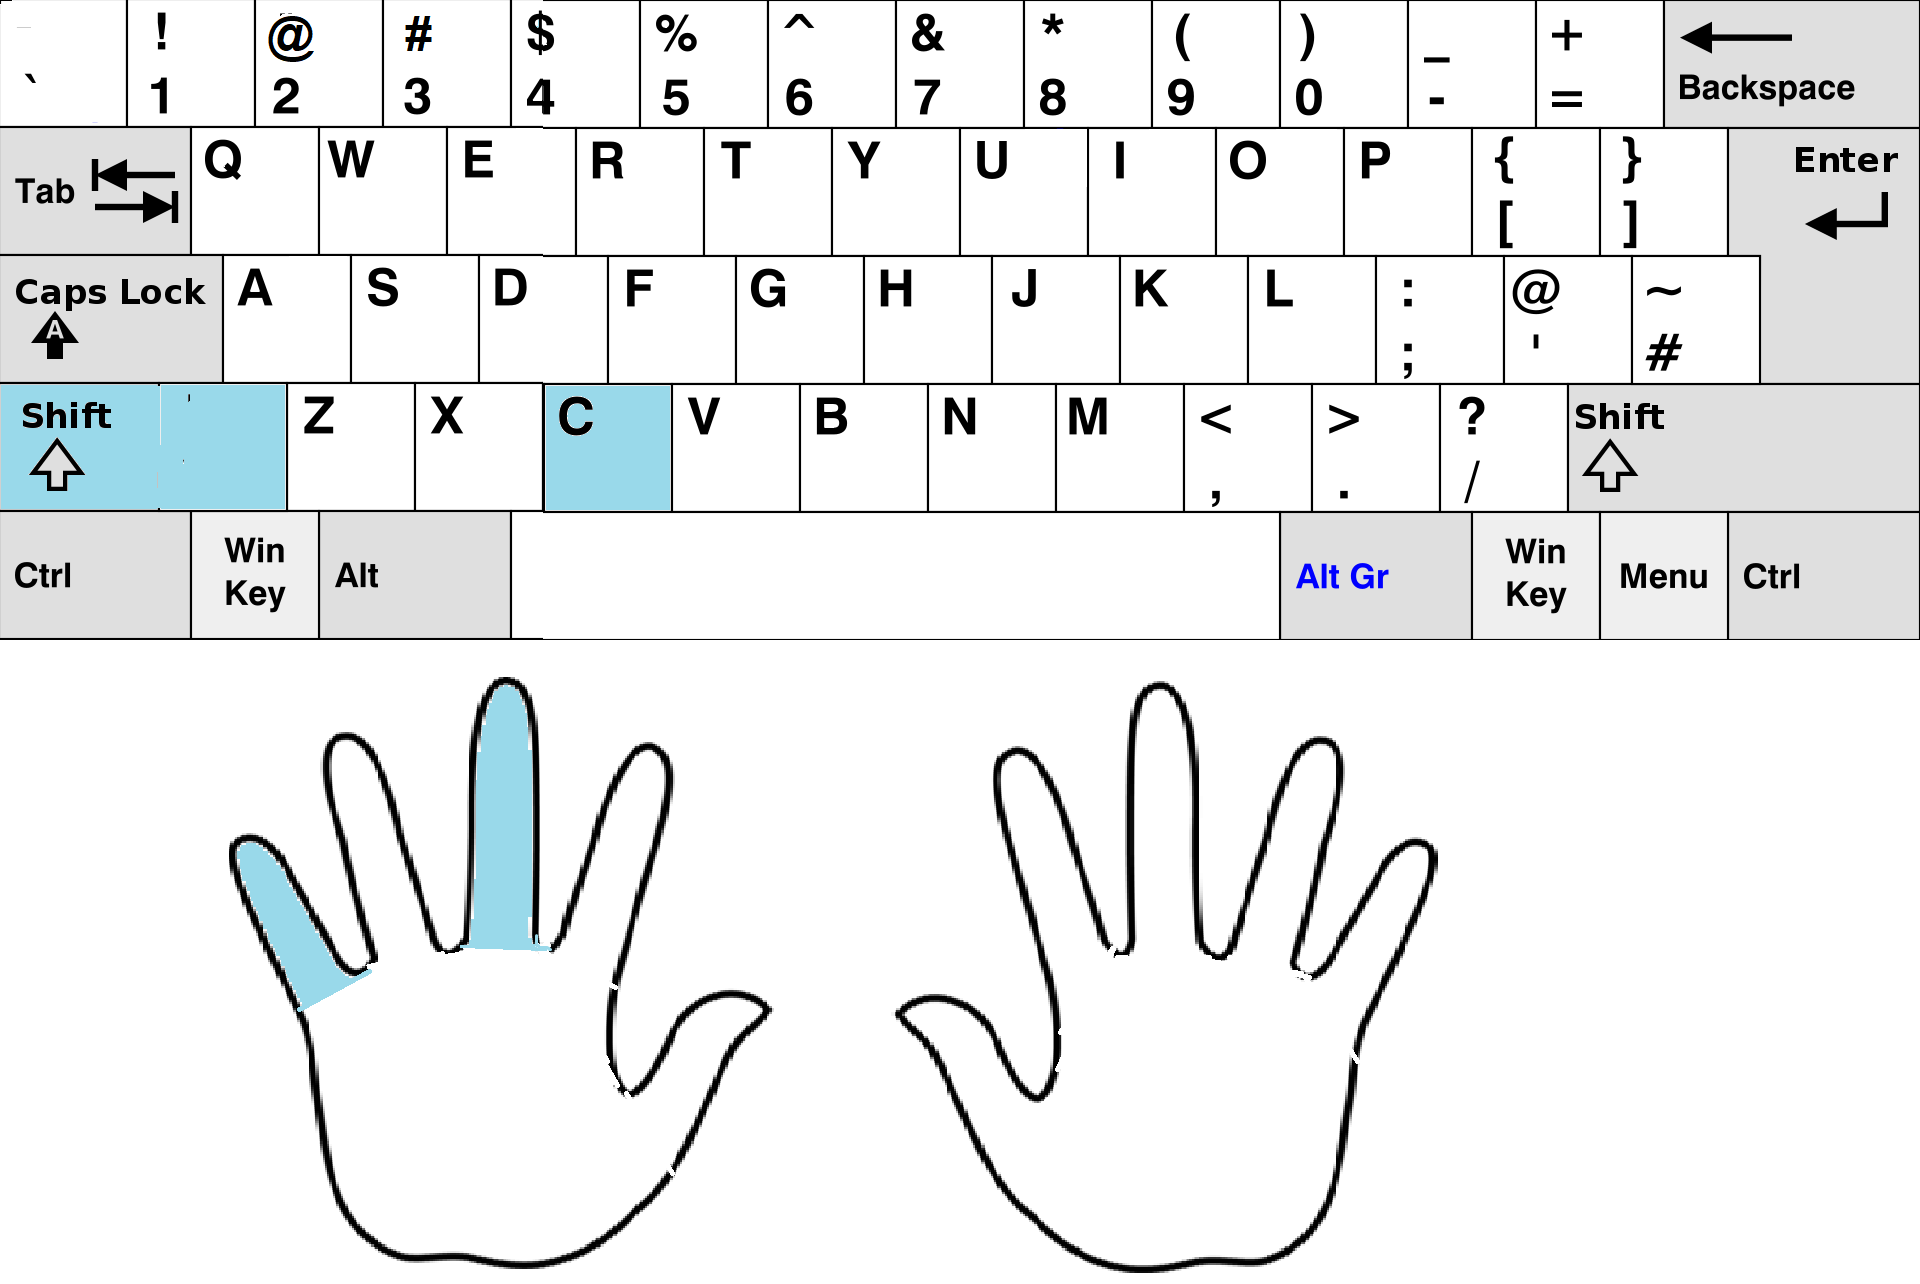 ! @ # $ % ^ & * ( ) _ +
` 1 2 3 4 5 6 7 8 9 0 - = Backspace
Tab Q W E R T Y U I O P { } Enter
[ ]
Caps Lock A S D F G H J K L : @ ~
A ; ' #
Shift Z X C V B N M < > ? Shift
, . /
Ctrl Win Key Alt Alt Gr Win Key Menu Ctrl